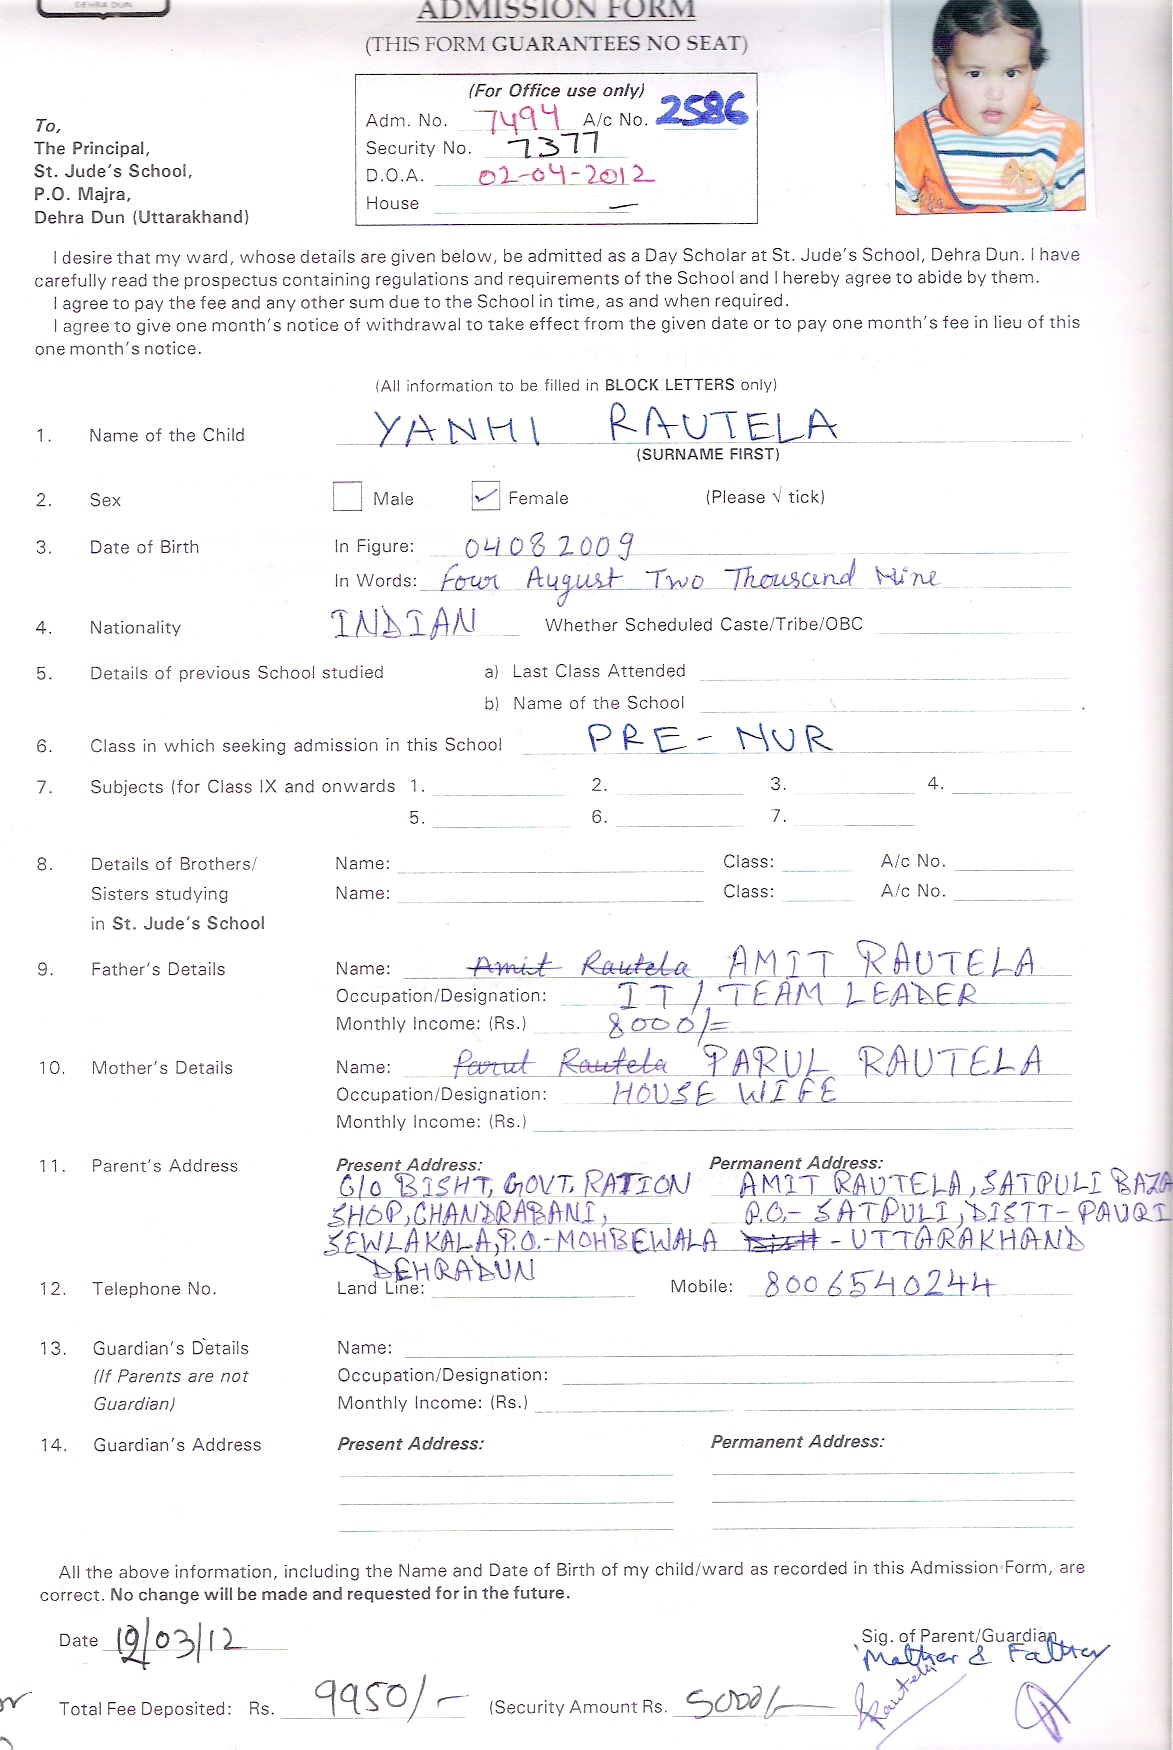 DEHRA DUN
ADMISSION FORM
(THIS FORM GUARANTEES NO SEAT)
(For Office use only)
Adm. No. 7494 A/c No. 2586
Security No. 7377
D.O.A. 02-04-2012
House —
To,
The Principal,
St. Jude's School,
P.O. Majra,
Dehra Dun (Uttarakhand)
I desire that my ward, whose details are given below, be admitted as a Day Scholar at St. Jude's School, Dehra Dun. I have
carefully read the prospectus containing regulations and requirements of the School and I hereby agree to abide by them.
I agree to pay the fee and any other sum due to the School in time, as and when required.
I agree to give one month's notice of withdrawal to take effect from the given date or to pay one month's fee in lieu of this
one month's notice.
(All information to be filled in BLOCK LETTERS only)
1. Name of the Child YANHI RAUTELA
(SURNAME FIRST)
2. Sex Male ✓ Female (Please √ tick)
3. Date of Birth In Figure: 04082009
In Words: Four August Two Thousand Nine
4. Nationality INDIAN Whether Scheduled Caste/Tribe/OBC
5. Details of previous School studied a) Last Class Attended
b) Name of the School
6. Class in which seeking admission in this School PRE-NUR
7. Subjects (for Class IX and onwards 1. 2. 3. 4.
5. 6. 7.
8. Details of Brothers/ Name: Class: A/c No.
Sisters studying Name: Class: A/c No.
in St. Jude's School
9. Father's Details Name: Amit Rautela AMIT RAUTELA
Occupation/Designation: IT / TEAM LEADER
Monthly Income: (Rs.) 8000/=
10. Mother's Details Name: Parul Rautela PARUL RAUTELA
Occupation/Designation: HOUSE WIFE
Monthly Income: (Rs.)
11. Parent's Address Present Address: Permanent Address:
C/O BISHT, GOVT. RATION AMIT RAUTELA, SATPULI BAZA
SHOP, CHANDRABANI, P.O.- SATPULI, DISTT- PAURI
SEWLAKALA, P.O.-MOHBEWALA - UTTARAKHAND
DEHRADUN
12. Telephone No. Land Line: Mobile: 8006540244
13. Guardian's Details Name:
(If Parents are not Occupation/Designation:
Guardian) Monthly Income: (Rs.)
14. Guardian's Address Present Address: Permanent Address:
All the above information, including the Name and Date of Birth of my child/ward as recorded in this Admission Form, are
correct. No change will be made and requested for in the future.
Date 19/03/12 Sig. of Parent/Guardian
Mother & Father
Rautela
Total Fee Deposited: Rs. 9950/- (Security Amount Rs. 5000/-